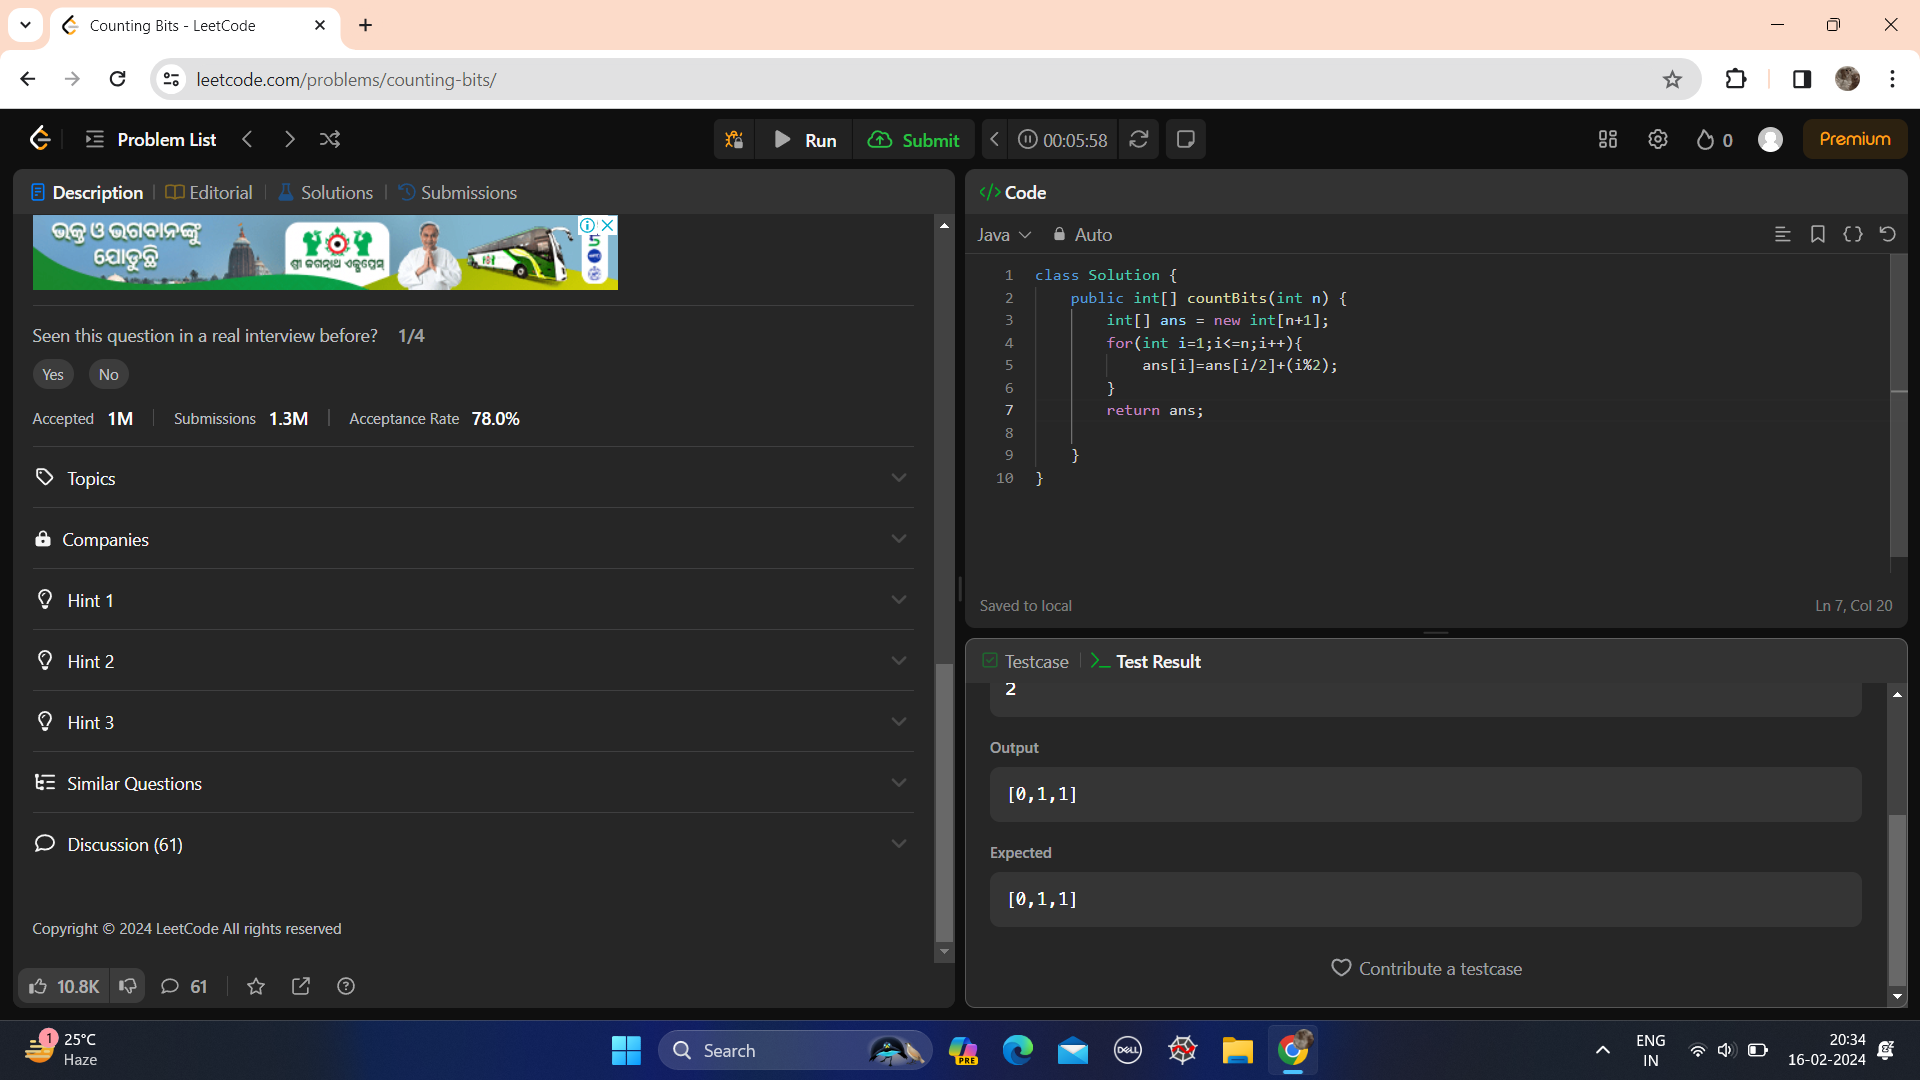 Counting Bits - LeetCode
leetcode.com/problems/counting-bits/
Problem List
Run
Submit
00:05:58
0
Premium
Description
Editorial
Solutions
Submissions
ଭକ୍ତ ଓ ଭଗବାନଙ୍କୁ
ଯୋଡୁଛି
ଶ୍ରୀ ଜଗନ୍ନାଥ ଏକ୍ସପ୍ରେସ୍
Seen this question in a real interview before? 1/4
Yes No
Accepted 1M Submissions 1.3M Acceptance Rate 78.0%
Topics
Companies
Hint 1
Hint 2
Hint 3
Similar Questions
Discussion (61)
Copyright © 2024 LeetCode All rights reserved
10.8K 61
</> Code
Java Auto
1 class Solution {
2 public int[] countBits(int n) {
3 int[] ans = new int[n+1];
4 for(int i=1;i<=n;i++){
5 ans[i]=ans[i/2]+(i%2);
6 }
7 return ans;
8
9 }
10 }
Saved to local
Ln 7, Col 20
Testcase
Test Result
2
Output
[0,1,1]
Expected
[0,1,1]
Contribute a testcase
1
25°C
Haze
Search
PRE
DELL
ENG
IN
20:34
16-02-2024